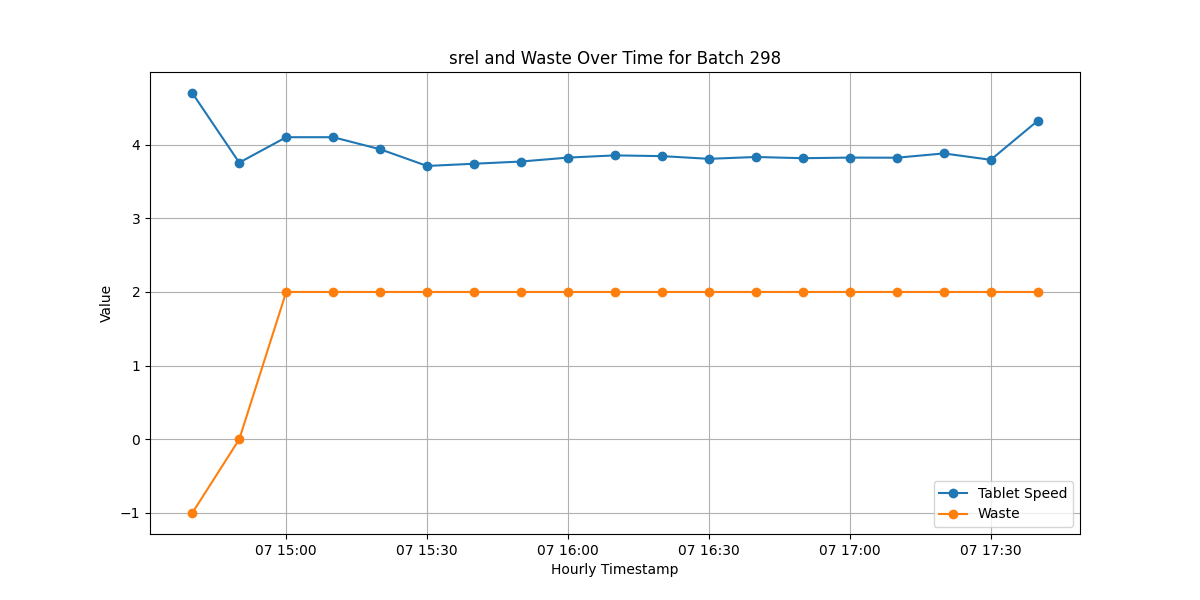 srel and Waste Over Time for Batch 298
Value
4
3
2
1
0
−1
07 15:00
07 15:30
07 16:00
07 16:30
07 17:00
07 17:30
Hourly Timestamp
Tablet Speed
Waste